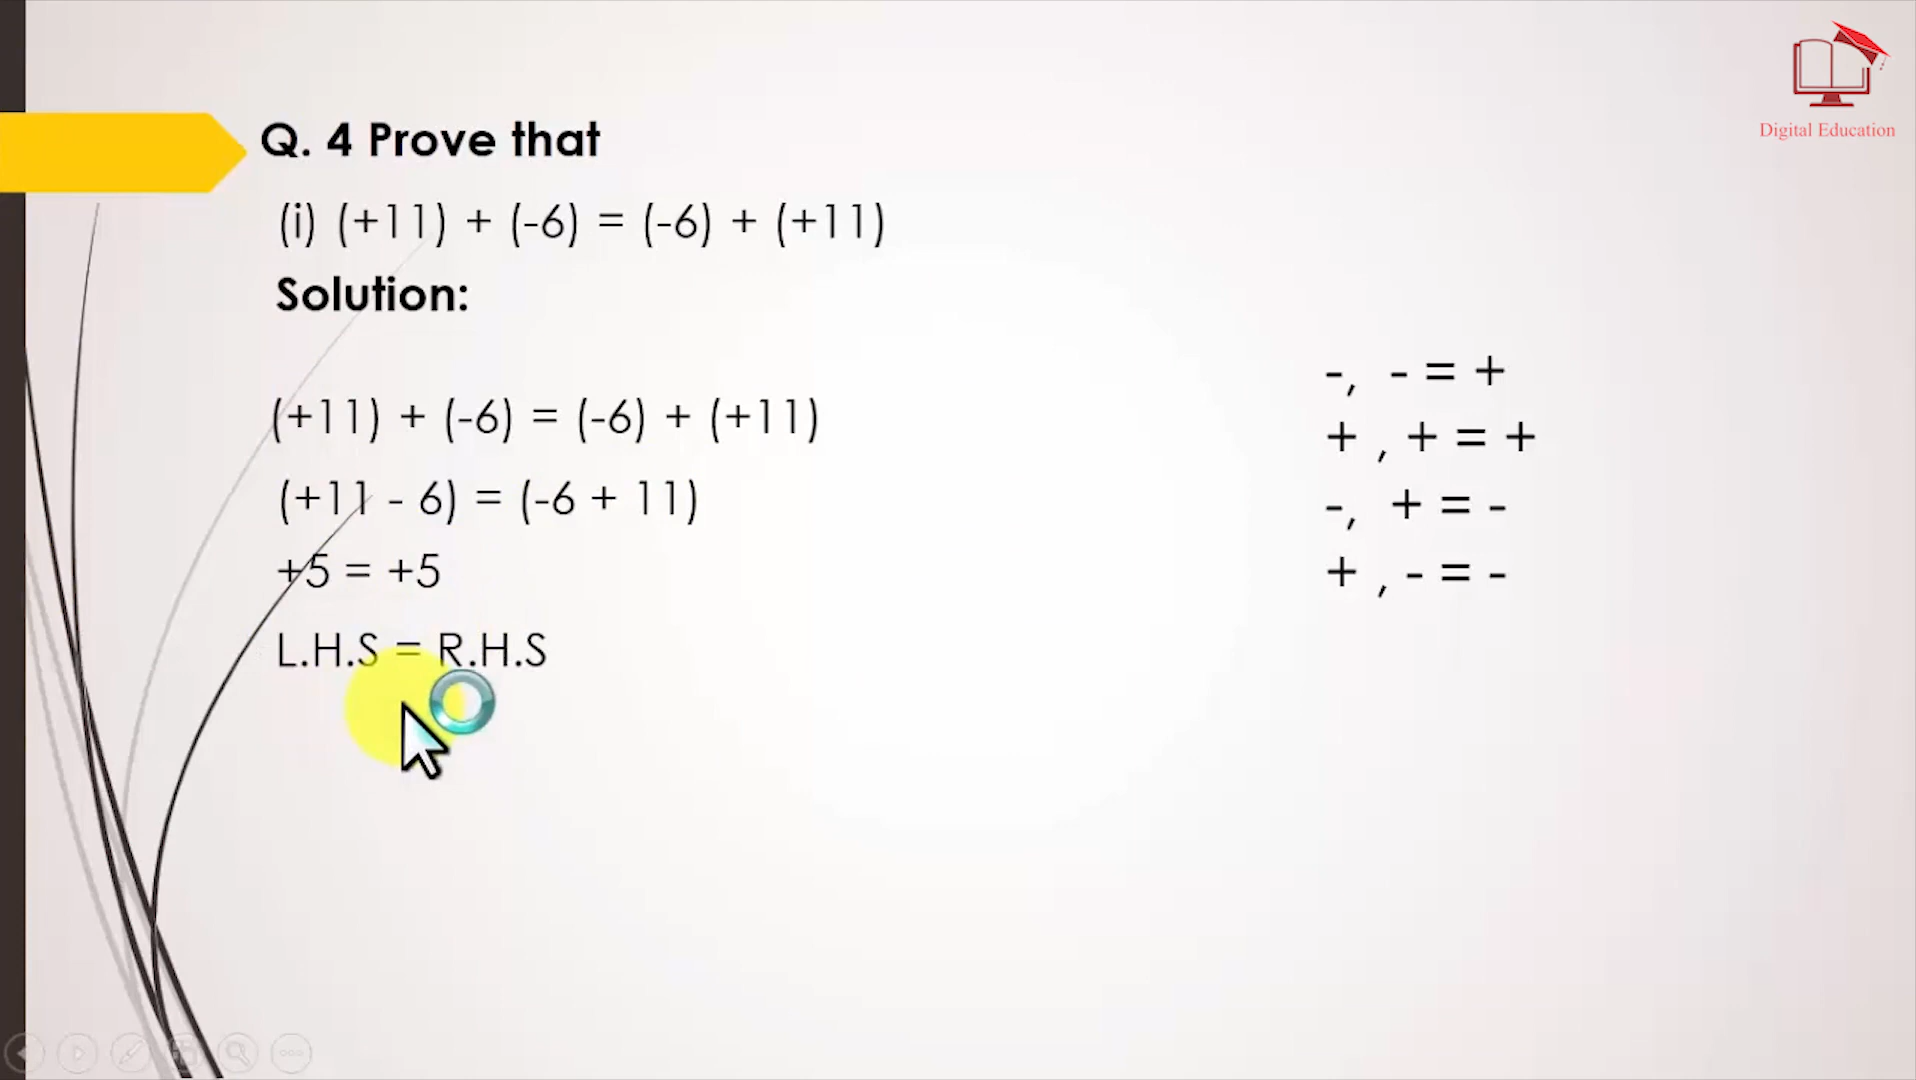 Digital Education
Q. 4 Prove that
(i) (+11) + (-6) = (-6) + (+11)
Solution:
(+11) + (-6) = (-6) + (+11)
(+11 - 6) = (-6 + 11)
+5 = +5
L.H.S = R.H.S
-, - = +
+ , + = +
-, + = -
+ , - = -